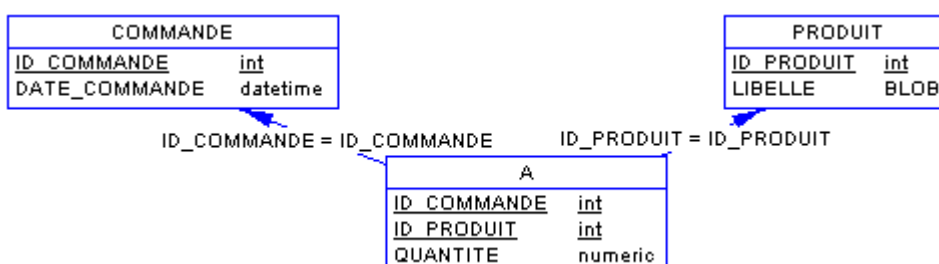 COMMANDE
ID_COMMANDE int
DATE_COMMANDE datetime
PRODUIT
ID_PRODUIT int
LIBELLE BLOB
ID_COMMANDE = ID_COMMANDE
ID_PRODUIT = ID_PRODUIT
A
ID_COMMANDE int
ID_PRODUIT int
QUANTITE numeric